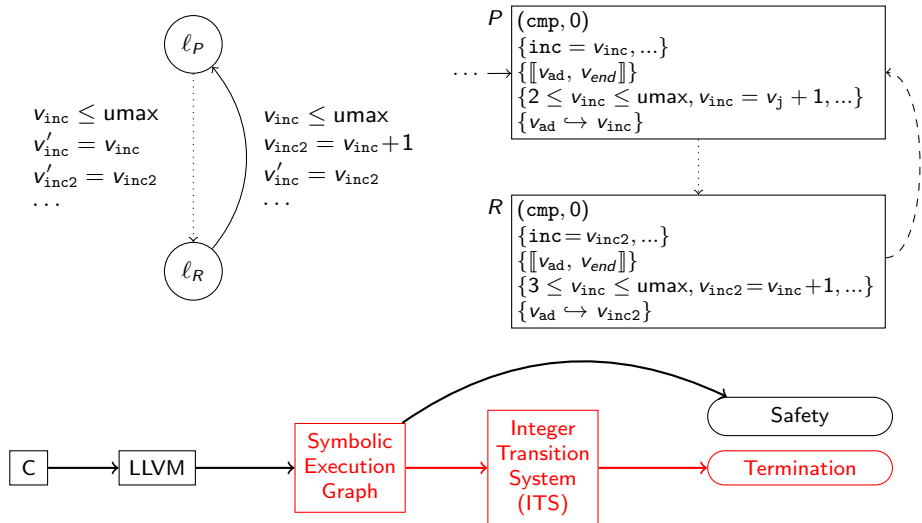 ℓ_P
v_inc ≤ umax
v′_inc = v_inc
v′_inc2 = v_inc2
...
v_inc ≤ umax
v_inc2 = v_inc + 1
v′_inc = v_inc2
...
ℓ_R
... P
(cmp, 0)
{inc = v_inc, ...}
{⟦v_ad, v_end⟧}
{2 ≤ v_inc ≤ umax, v_inc = v_j + 1, ...}
{v_ad ↪ v_inc}
R
(cmp, 0)
{inc = v_inc2, ...}
{⟦v_ad, v_end⟧}
{3 ≤ v_inc ≤ umax, v_inc2 = v_inc + 1, ...}
{v_ad ↪ v_inc2}
C
LLVM
Symbolic
Execution
Graph
Integer
Transition
System
(ITS)
Safety
Termination